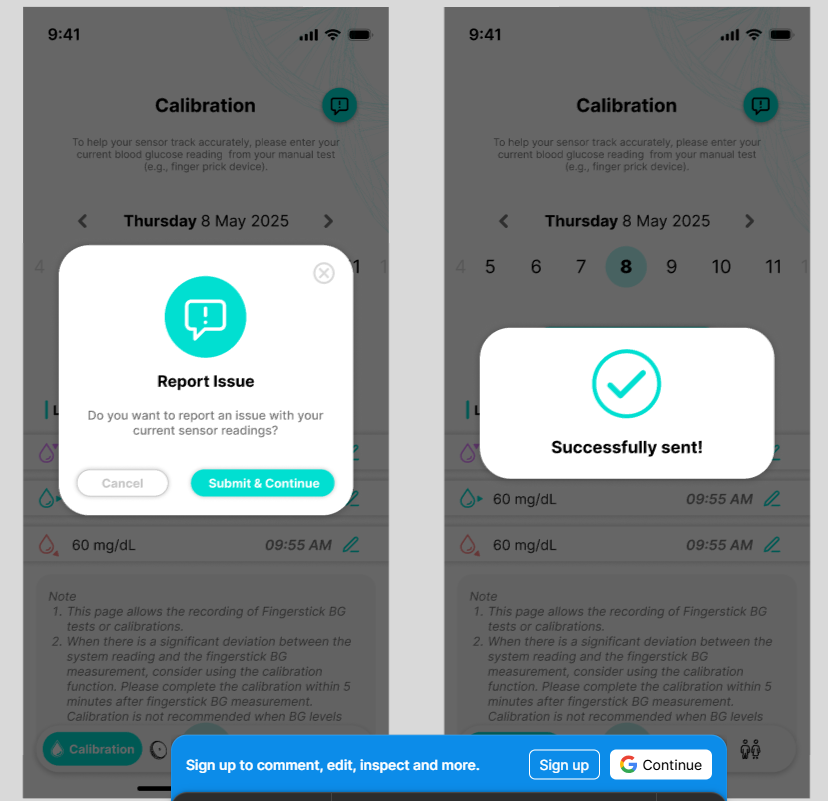 9:41
Calibration
To help your sensor track accurately, please enter your
current blood glucose reading from your manual test
(e.g., finger prick device).
Thursday 8 May 2025
4
1
1
Report Issue
Do you want to report an issue with your
current sensor readings?
Cancel
Submit & Continue
L
60 mg/dL 09:55 AM
Note
1. This page allows the recording of Fingerstick BG
tests or calibrations.
2. When there is a significant deviation between the
system reading and the fingerstick BG
measurement, consider using the calibration
function. Please complete the calibration within 5
minutes after fingerstick BG measurement.
Calibration is not recommended when BG levels
Calibration
9:41
Calibration
To help your sensor track accurately, please enter your
current blood glucose reading from your manual test
(e.g., finger prick device).
Thursday 8 May 2025
4 5 6 7 8 9 10 11 1
Successfully sent!
L
60 mg/dL 09:55 AM
60 mg/dL 09:55 AM
Note
1. This page allows the recording of Fingerstick BG
tests or calibrations.
2. When there is a significant deviation between the
system reading and the fingerstick BG
measurement, consider using the calibration
function. Please complete the calibration within 5
minutes after fingerstick BG measurement.
Calibration is not recommended when BG levels
Sign up to comment, edit, inspect and more.
Sign up
Continue